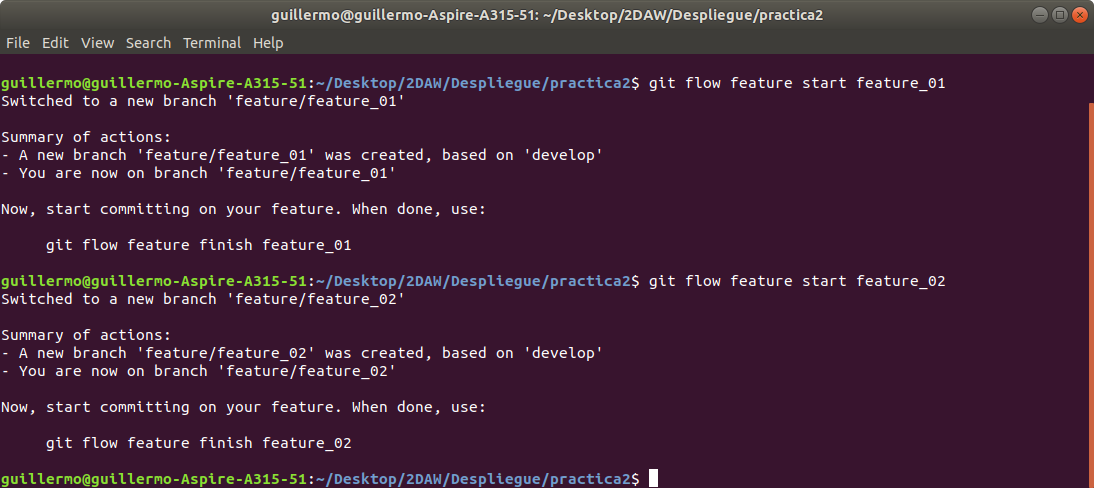 guillermo@guillermo-Aspire-A315-51: ~/Desktop/2DAW/Despliegue/practica2
File Edit View Search Terminal Help
guillermo@guillermo-Aspire-A315-51:~/Desktop/2DAW/Despliegue/practica2$ git flow feature start feature_01
Switched to a new branch 'feature/feature_01'
Summary of actions:
- A new branch 'feature/feature_01' was created, based on 'develop'
- You are now on branch 'feature/feature_01'
Now, start committing on your feature. When done, use:
git flow feature finish feature_01
guillermo@guillermo-Aspire-A315-51:~/Desktop/2DAW/Despliegue/practica2$ git flow feature start feature_02
Switched to a new branch 'feature/feature_02'
Summary of actions:
- A new branch 'feature/feature_02' was created, based on 'develop'
- You are now on branch 'feature/feature_02'
Now, start committing on your feature. When done, use:
git flow feature finish feature_02
guillermo@guillermo-Aspire-A315-51:~/Desktop/2DAW/Despliegue/practica2$